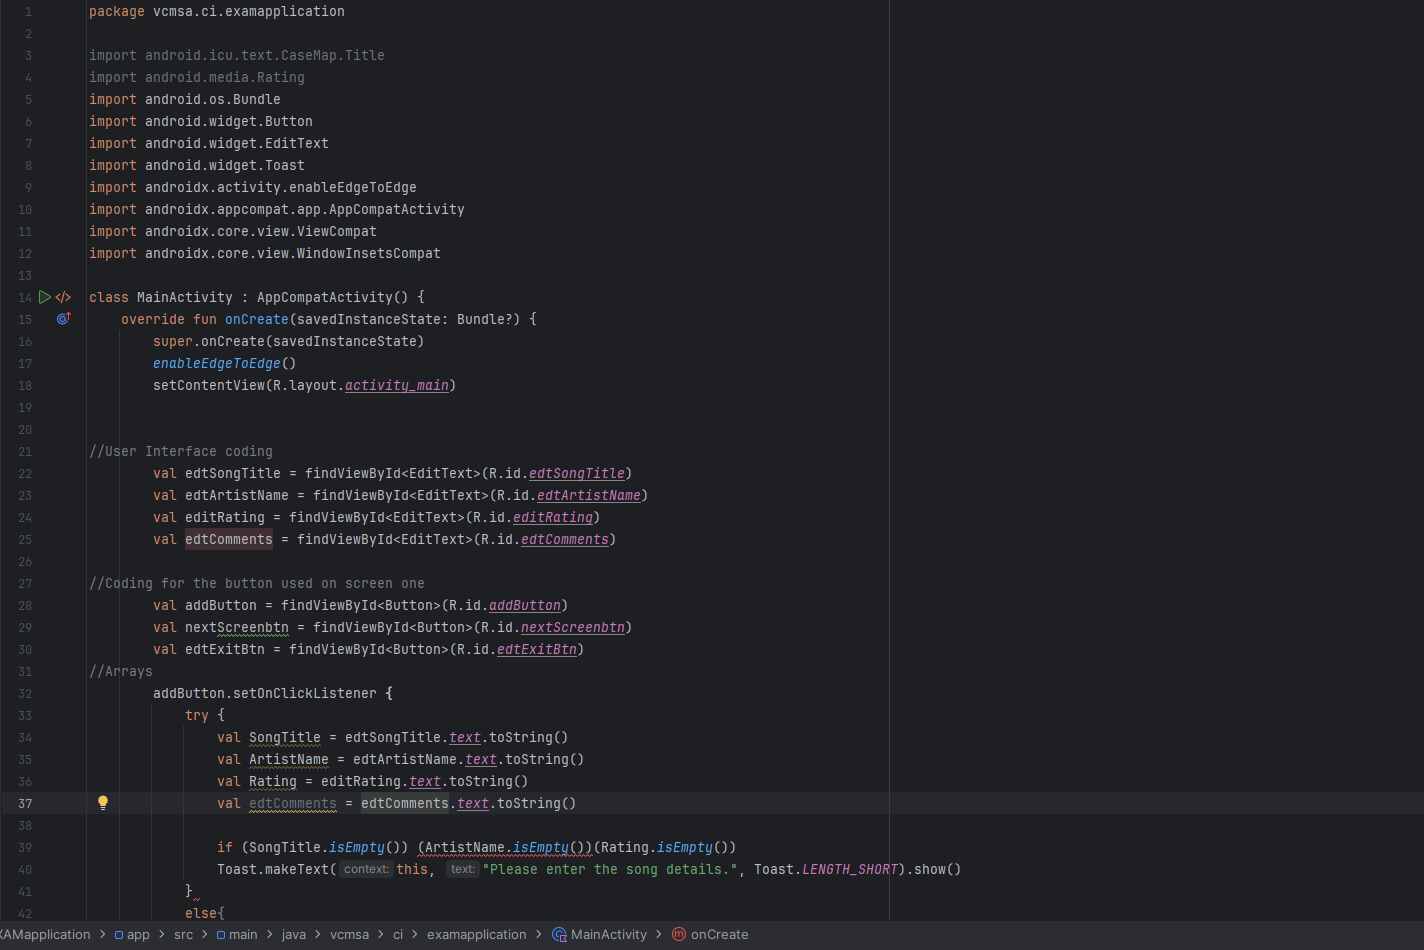 1 package vcmsa.ci.examapplication
2
3 import android.icu.text.CaseMap.Title
4 import android.media.Rating
5 import android.os.Bundle
6 import android.widget.Button
7 import android.widget.EditText
8 import android.widget.Toast
9 import androidx.activity.enableEdgeToEdge
10 import androidx.appcompat.app.AppCompatActivity
11 import androidx.core.view.ViewCompat
12 import androidx.core.view.WindowInsetsCompat
13
14 </> class MainActivity : AppCompatActivity() {
15 override fun onCreate(savedInstanceState: Bundle?) {
16 super.onCreate(savedInstanceState)
17 enableEdgeToEdge()
18 setContentView(R.layout.activity_main)
19
20
21 //User Interface coding
22 val edtSongTitle = findViewById<EditText>(R.id.edtSongTitle)
23 val edtArtistName = findViewById<EditText>(R.id.edtArtistName)
24 val editRating = findViewById<EditText>(R.id.editRating)
25 val edtComments = findViewById<EditText>(R.id.edtComments)
26
27 //Coding for the button used on screen one
28 val addButton = findViewById<Button>(R.id.addButton)
29 val nextScreenbtn = findViewById<Button>(R.id.nextScreenbtn)
30 val edtExitBtn = findViewById<Button>(R.id.edtExitBtn)
31 //Arrays
32 addButton.setOnClickListener {
33 try {
34 val SongTitle = edtSongTitle.text.toString()
35 val ArtistName = edtArtistName.text.toString()
36 val Rating = editRating.text.toString()
37 val edtComments = edtComments.text.toString()
38
39 if (SongTitle.isEmpty()) (ArtistName.isEmpty())(Rating.isEmpty())
40 Toast.makeText( context: this, text: "Please enter the song details.", Toast.LENGTH_SHORT).show()
41 }
42 else{
XAMapplication > app > src > main > java > vcmsa > ci > examapplication > MainActivity > onCreate